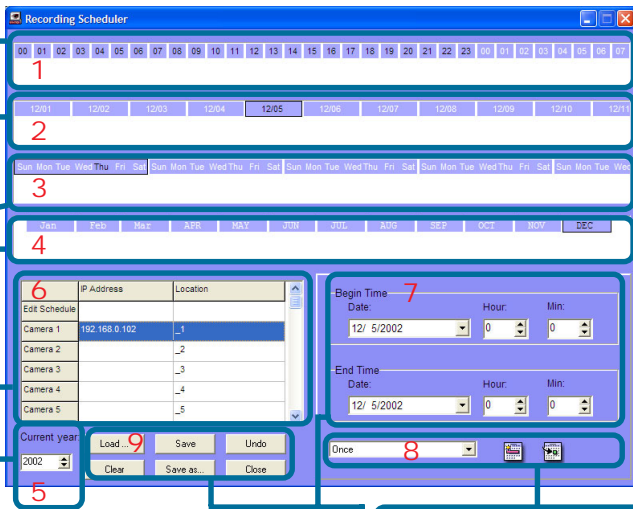 Recording Scheduler
00 01 02 03 04 05 06 07 08 09 10 11 12 13 14 15 16 17 18 19 20 21 22 23 00 01 02 03 04 05 06 07
1
12/01 12/02 12/03 12/04 12/05 12/06 12/07 12/08 12/09 12/10 12/11
2
Sun Mon Tue Wed Thu Fri Sat Sun Mon Tue Wed Thu Fri Sat Sun Mon Tue Wed Thu Fri Sat Sun Mon Tue Wed Thu Fri Sat Sun Mon Tue Wed
3
Jan Feb Mar APR MAY JUN JUL AUG SEP OCT NOV DEC
4
6 IP Address Location
Edit Schedule
Camera 1 192.168.0.102 _1
Camera 2 _2
Camera 3 _3
Camera 4 _4
Camera 5 _5
7
Begin Time
Date: Hour: Min:
12/ 5/2002 0 0
End Time
Date: Hour: Min:
12/ 5/2002 0 0
Current year:
2002
5
Load ... 9 Save Undo
Clear Save as... Close
Once 8